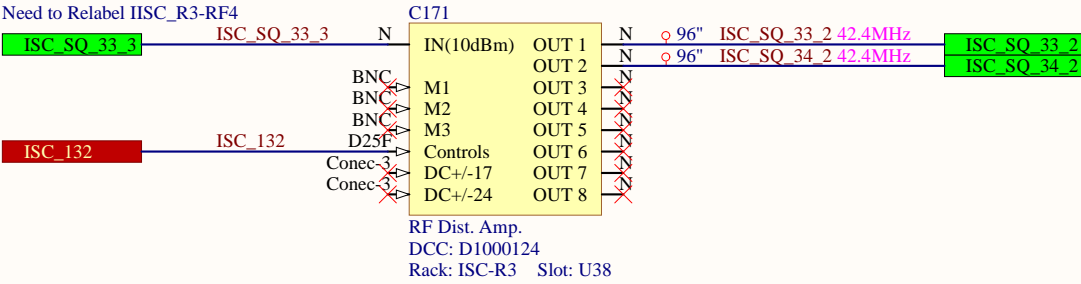 Need to Relabel IISC_R3-RF4
C171
ISC_SQ_33_3 ISC_SQ_33_3 N IN(10dBm) OUT 1 N 96" ISC_SQ_33_2 42.4MHz ISC_SQ_33_2
OUT 2 N 96" ISC_SQ_34_2 42.4MHz ISC_SQ_34_2
BNC M1 OUT 3 N
BNC M2 OUT 4 N
BNC M3 OUT 5 N
ISC_132 ISC_132 D25F Controls OUT 6 N
Conec-3 DC+/-17 OUT 7 N
Conec-3 DC+/-24 OUT 8 N
RF Dist. Amp.
DCC: D1000124
Rack: ISC-R3 Slot: U38